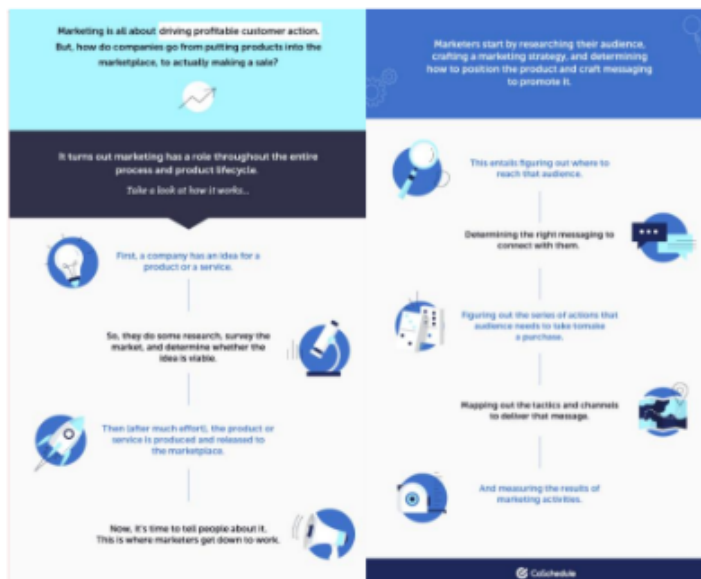 Marketing is all about driving profitable customer action.
But, how do companies go from putting products into the
marketplace, to actually making a sale?
It turns out marketing has a role throughout the entire
process and product lifecycle.
Take a look at how it works...
First, a company has an idea for a
product or a service.
So, they do some research, survey the
market, and determine whether the
idea is viable.
Then (after much effort), the product or
service is produced and released to
the marketplace.
Now, it's time to tell people about it.
This is where marketers get down to work.
Marketers start by researching their audience,
crafting a marketing strategy, and determining
how to position the product and craft messaging
to promote it.
This entails figuring out where to
reach that audience.
Determining the right messaging to
connect with them.
Figuring out the series of actions that
audience needs to take tomake
a purchase.
Mapping out the tactics and channels
to deliver that message.
And measuring the results of
marketing activities.
CoSchedule